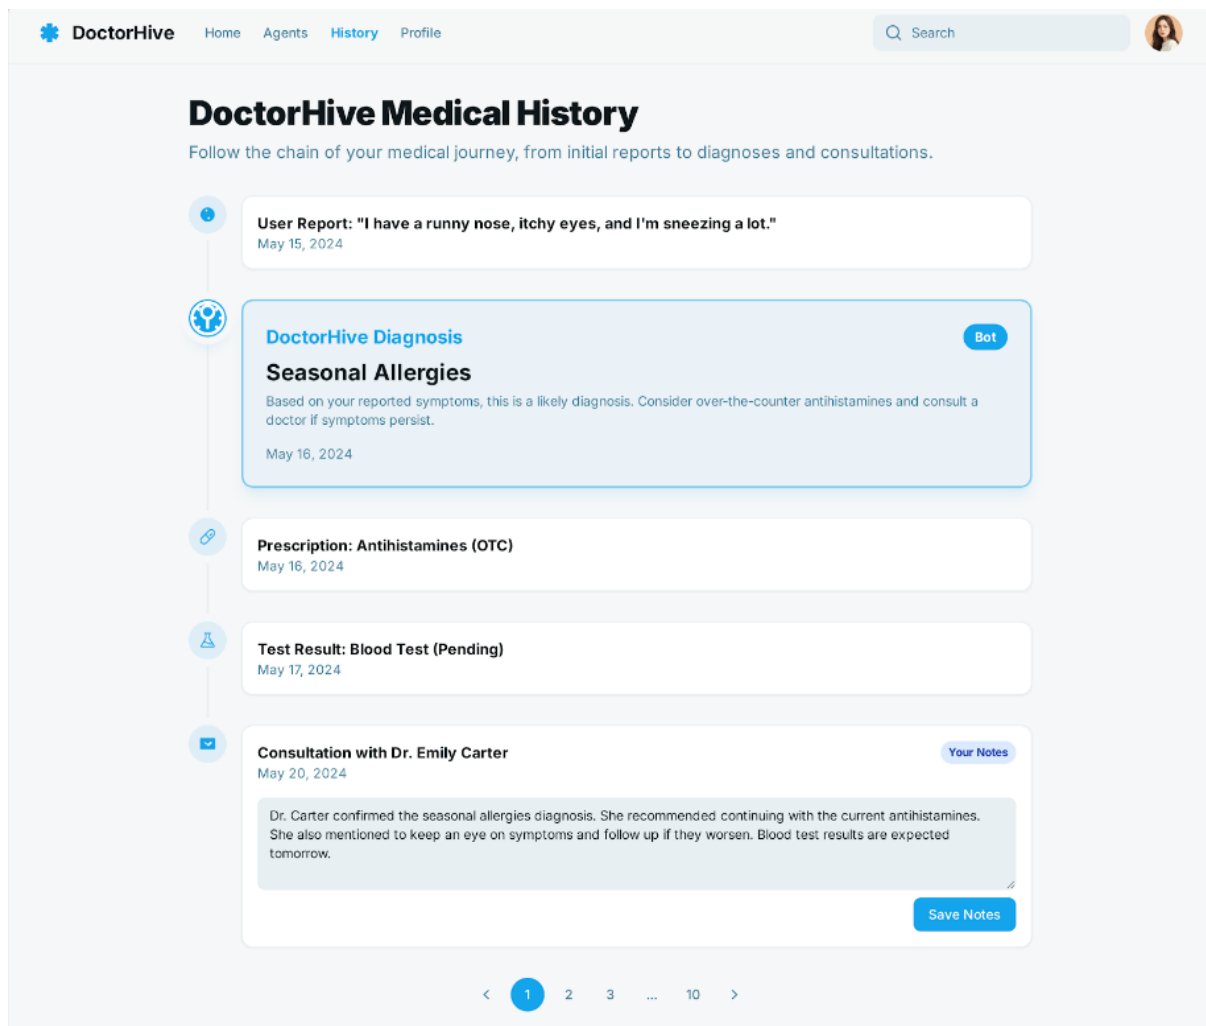 DoctorHive Home Agents History Profile Search
DoctorHive Medical History
Follow the chain of your medical journey, from initial reports to diagnoses and consultations.
User Report: "I have a runny nose, itchy eyes, and I'm sneezing a lot."
May 15, 2024
DoctorHive Diagnosis Bot
Seasonal Allergies
Based on your reported symptoms, this is a likely diagnosis. Consider over-the-counter antihistamines and consult a
doctor if symptoms persist.
May 16, 2024
Prescription: Antihistamines (OTC)
May 16, 2024
Test Result: Blood Test (Pending)
May 17, 2024
Consultation with Dr. Emily Carter Your Notes
May 20, 2024
Dr. Carter confirmed the seasonal allergies diagnosis. She recommended continuing with the current antihistamines.
She also mentioned to keep an eye on symptoms and follow up if they worsen. Blood test results are expected
tomorrow.
Save Notes
1 2 3 ... 10